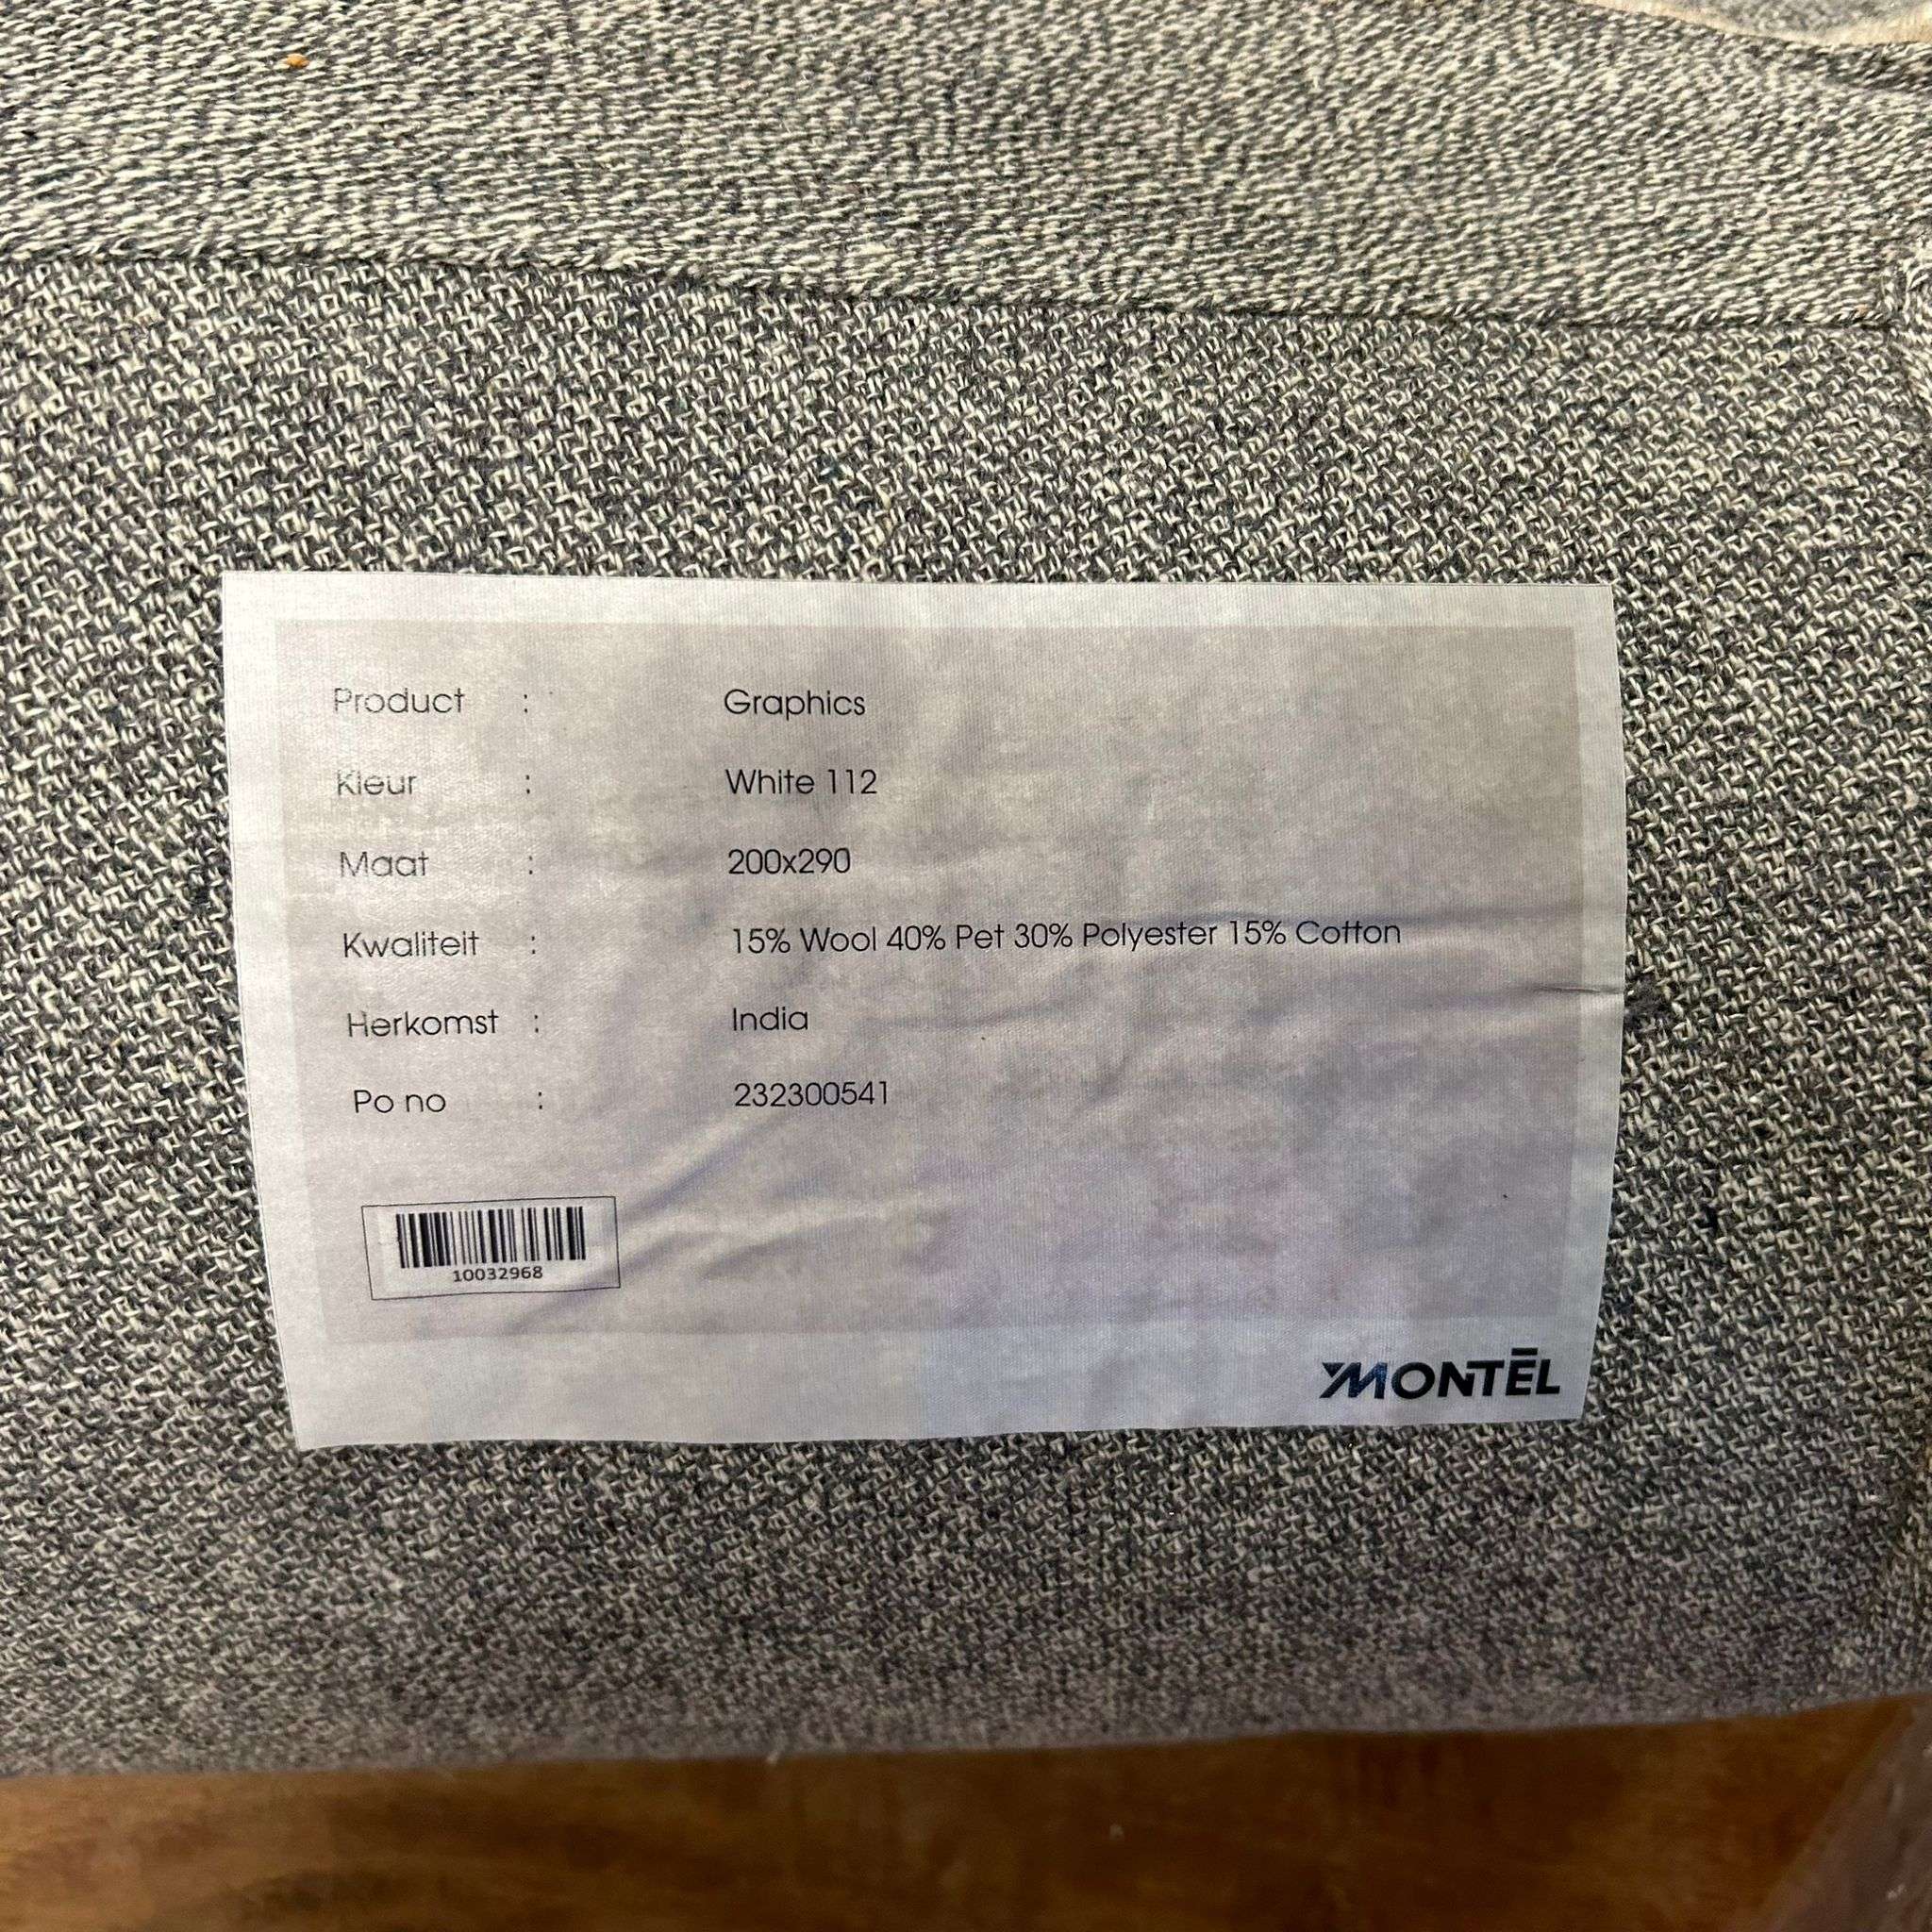 Product : Graphics
Kleur : White 112
Maat : 200x290
Kwaliteit : 15% Wool 40% Pet 30% Polyester 15% Cotton
Herkomst : India
Po no : 232300541
10032968
MONTĒL